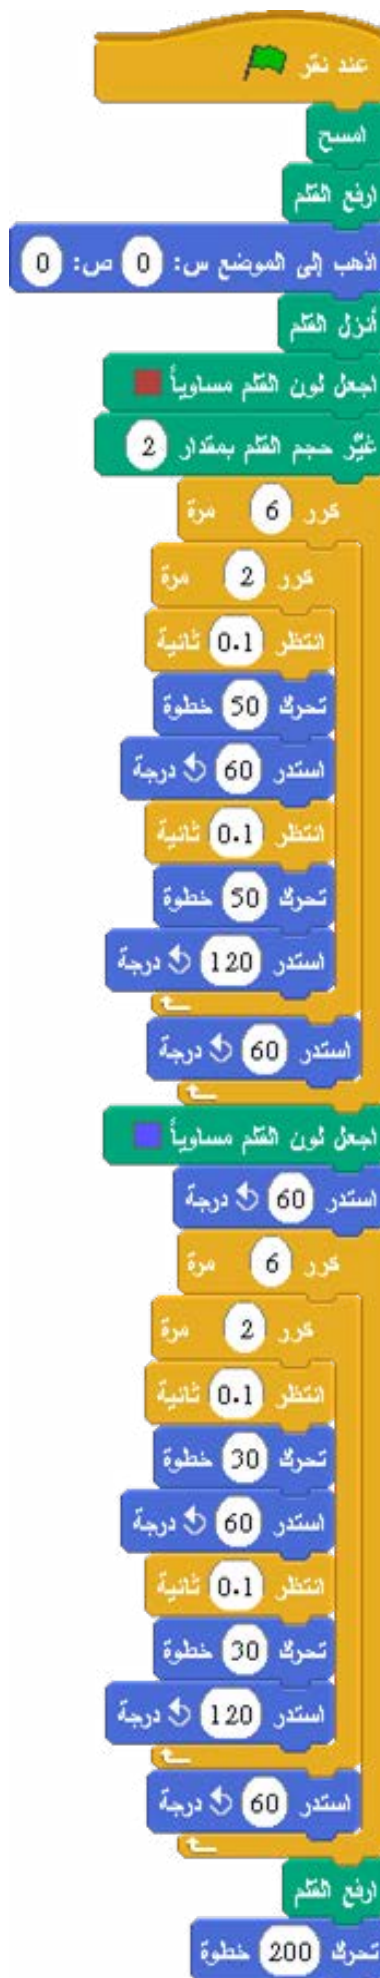 عند نقر
امسح
ارفع القلم
اذهب إلى الموضع س: 0 ص: 0
أنزل القلم
اجعل لون القلم مساوياً
غيّر حجم القلم بمقدار 2
كرر 6 مرة
كرر 2 مرة
انتظر 0.1 ثانية
تحرك 50 خطوة
استدر 60 درجة
انتظر 0.1 ثانية
تحرك 50 خطوة
استدر 120 درجة
استدر 60 درجة
اجعل لون القلم مساوياً
استدر 60 درجة
كرر 6 مرة
كرر 2 مرة
انتظر 0.1 ثانية
تحرك 30 خطوة
استدر 60 درجة
انتظر 0.1 ثانية
تحرك 30 خطوة
استدر 120 درجة
استدر 60 درجة
ارفع القلم
تحرك 200 خطوة